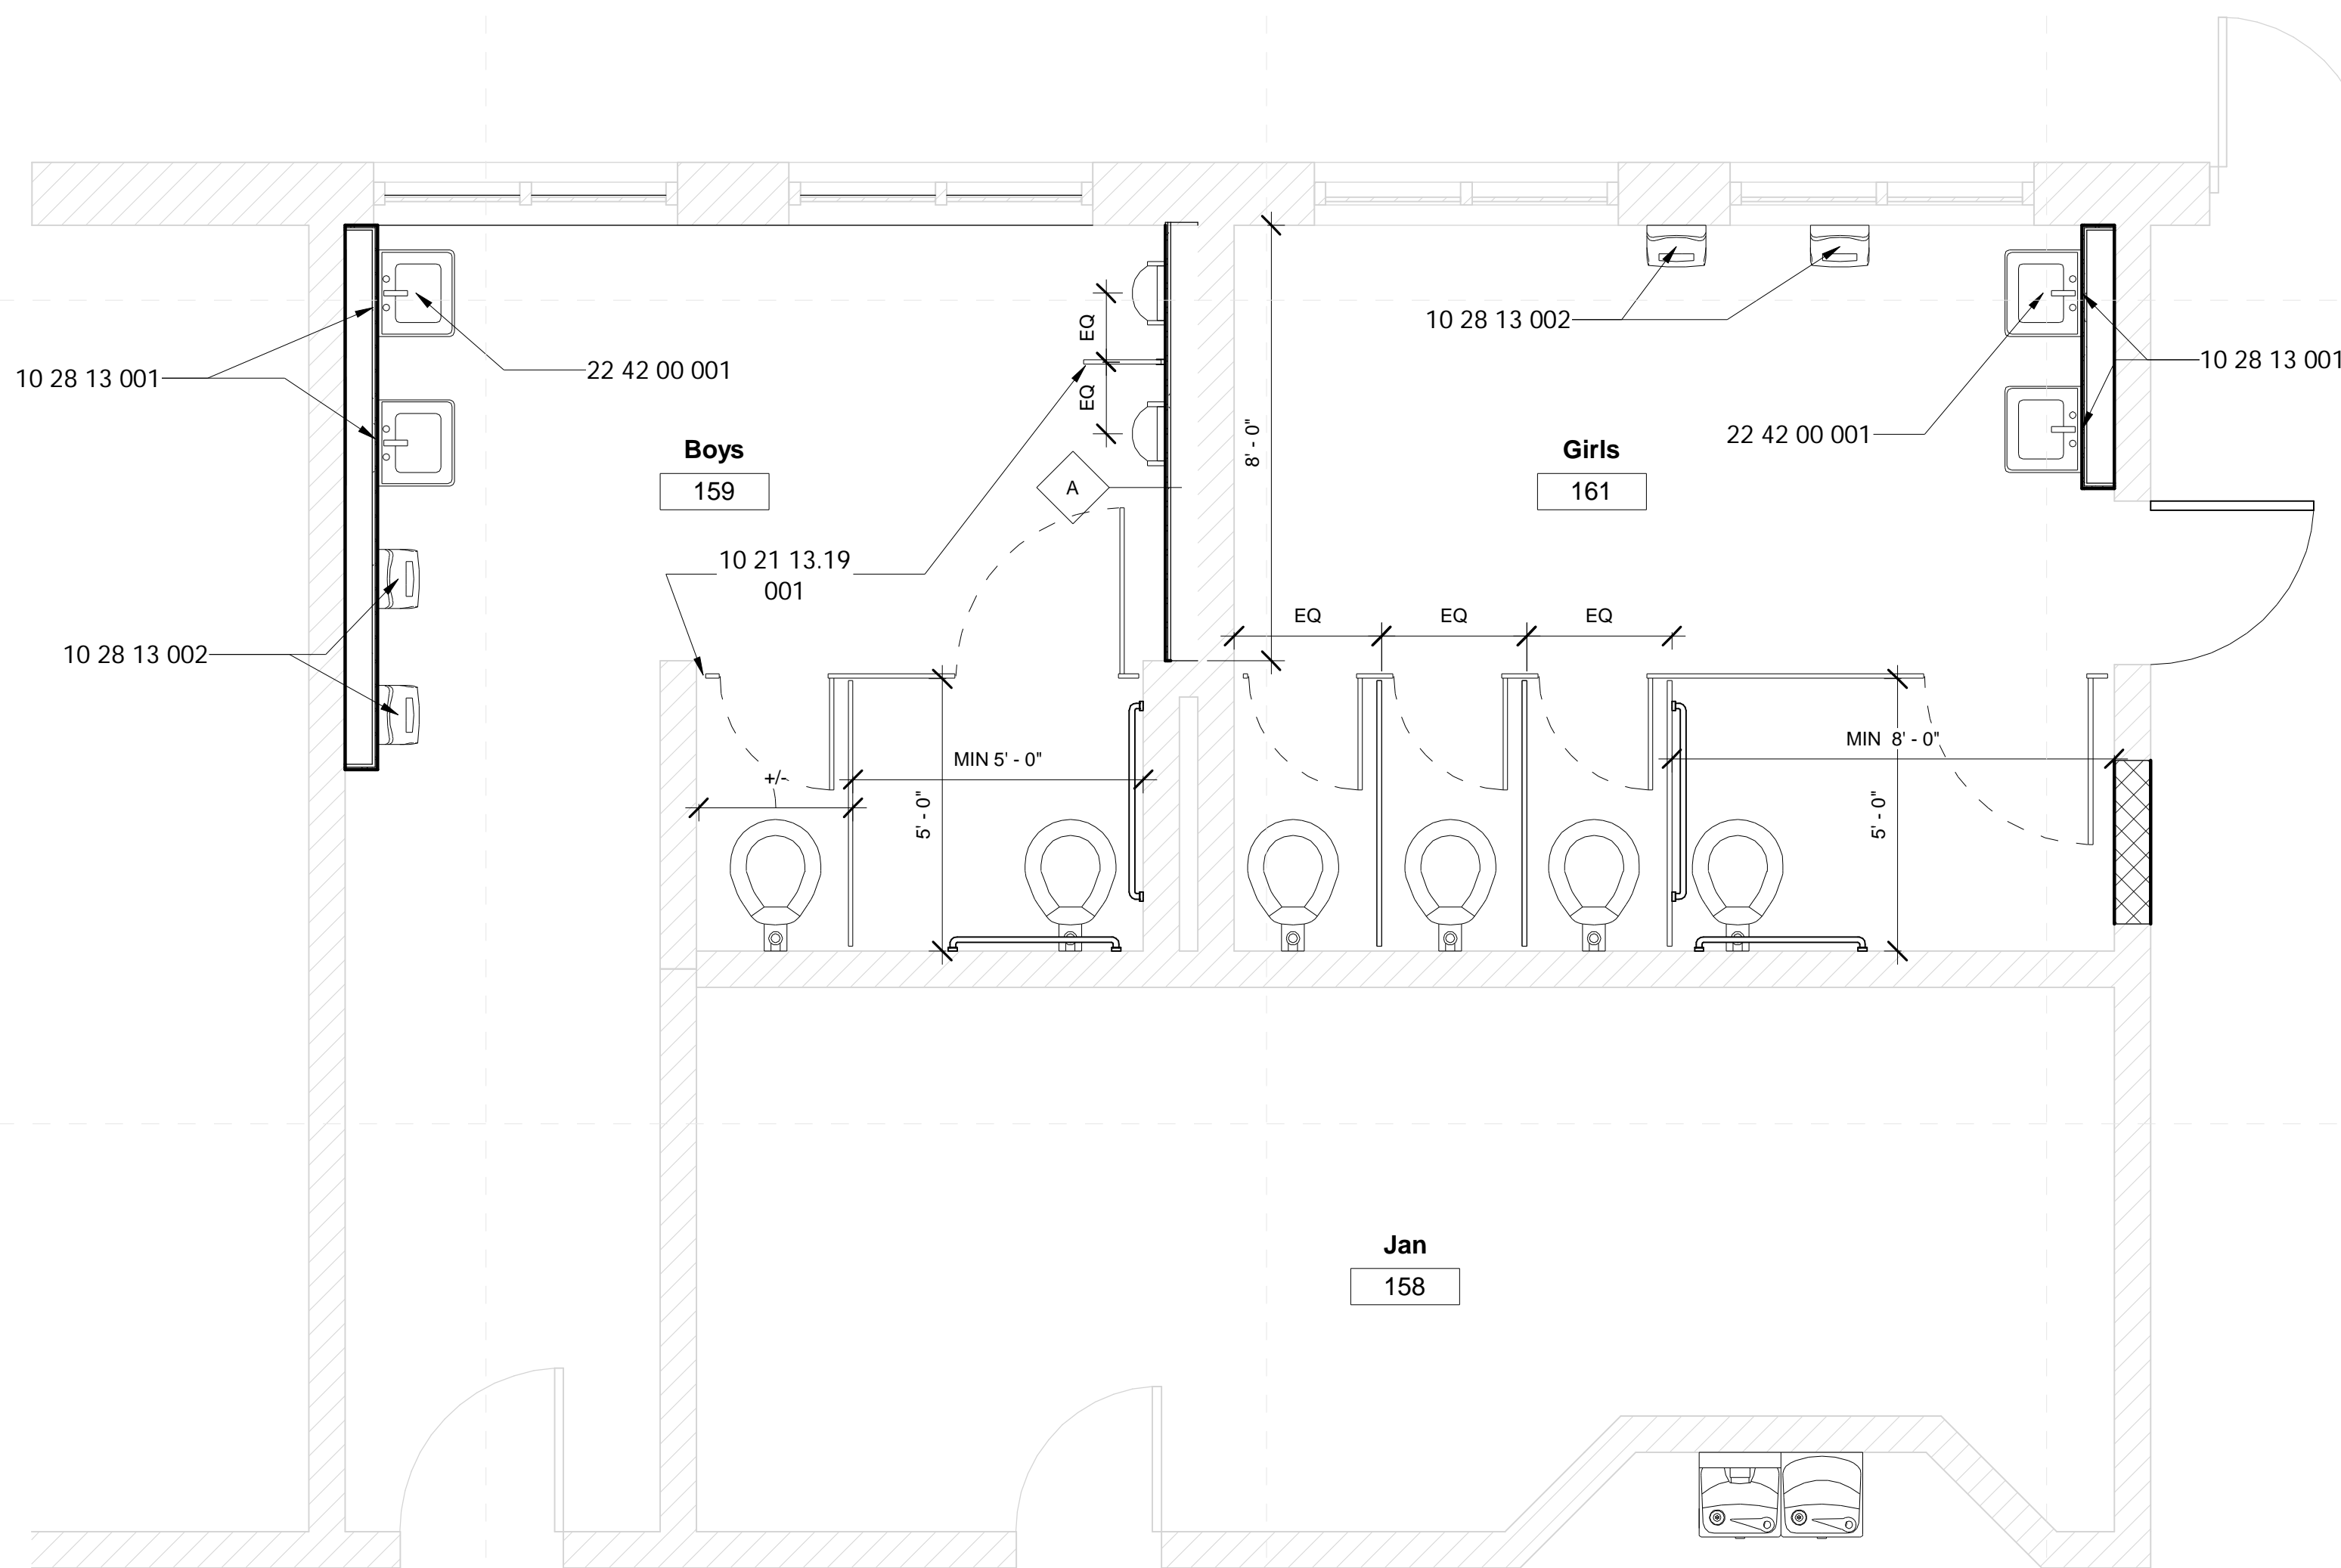 10 28 13 002
EQ
10 28 13 001
22 42 00 001
10 28 13 001
EQ
Boys
159
8' - 0"
Girls
161
22 42 00 001
A
10 21 13.19
001
EQ
EQ
EQ
10 28 13 002
MIN 5' - 0"
MIN 8' - 0"
+/-
5' - 0"
5' - 0"
Jan
158